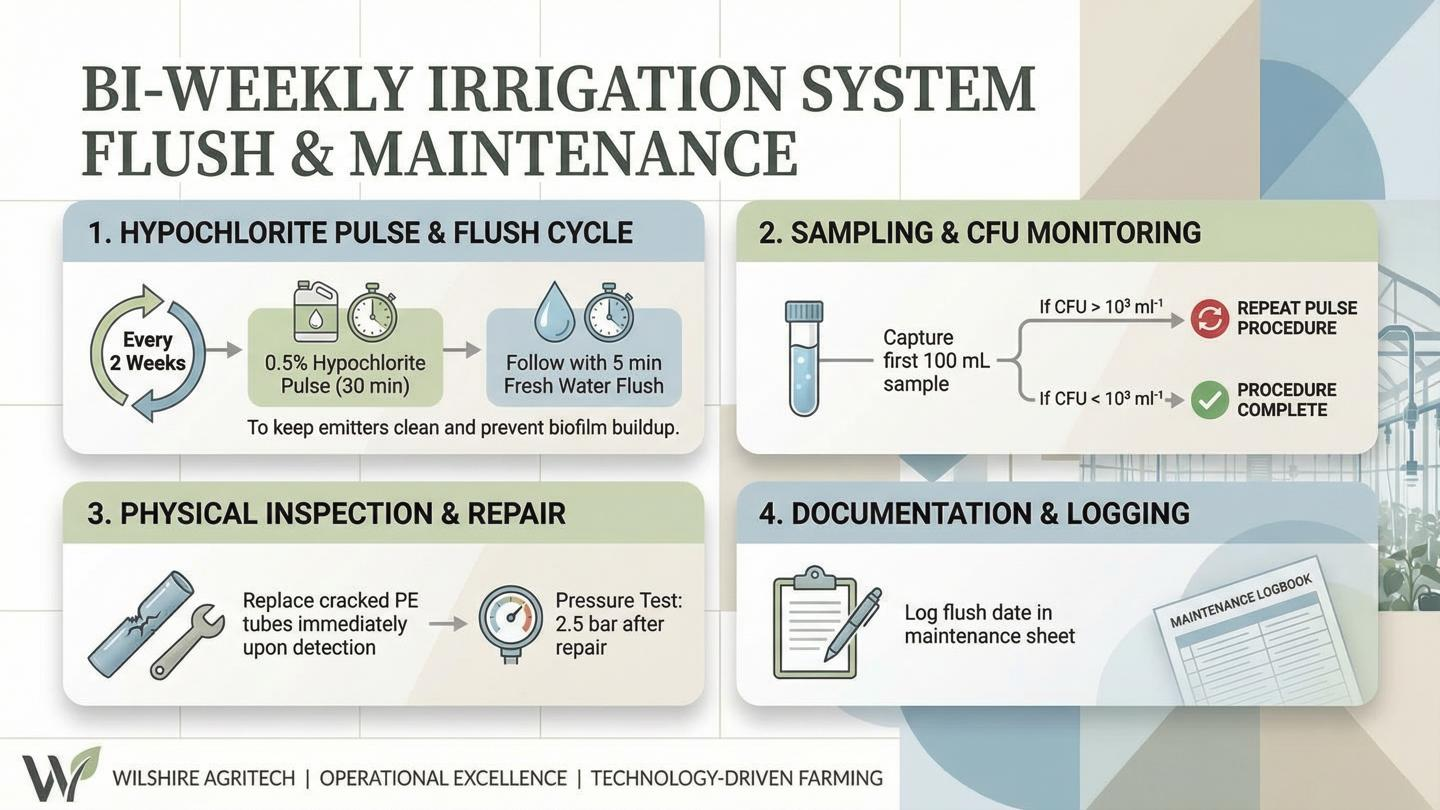 BI-WEEKLY IRRIGATION SYSTEM
FLUSH & MAINTENANCE
1. HYPOCHLORITE PULSE & FLUSH CYCLE
Every
2 Weeks
0.5% Hypochlorite
Pulse (30 min)
Follow with 5 min
Fresh Water Flush
To keep emitters clean and prevent biofilm buildup.
2. SAMPLING & CFU MONITORING
Capture
first 100 mL
sample
If CFU > 10³ ml⁻¹
REPEAT PULSE
PROCEDURE
If CFU < 10³ ml⁻¹
PROCEDURE
COMPLETE
3. PHYSICAL INSPECTION & REPAIR
Replace cracked PE
tubes immediately
upon detection
Pressure Test:
2.5 bar after
repair
4. DOCUMENTATION & LOGGING
Log flush date in
maintenance sheet
MAINTENANCE LOGBOOK
W
WILSHIRE AGRITECH | OPERATIONAL EXCELLENCE | TECHNOLOGY-DRIVEN FARMING